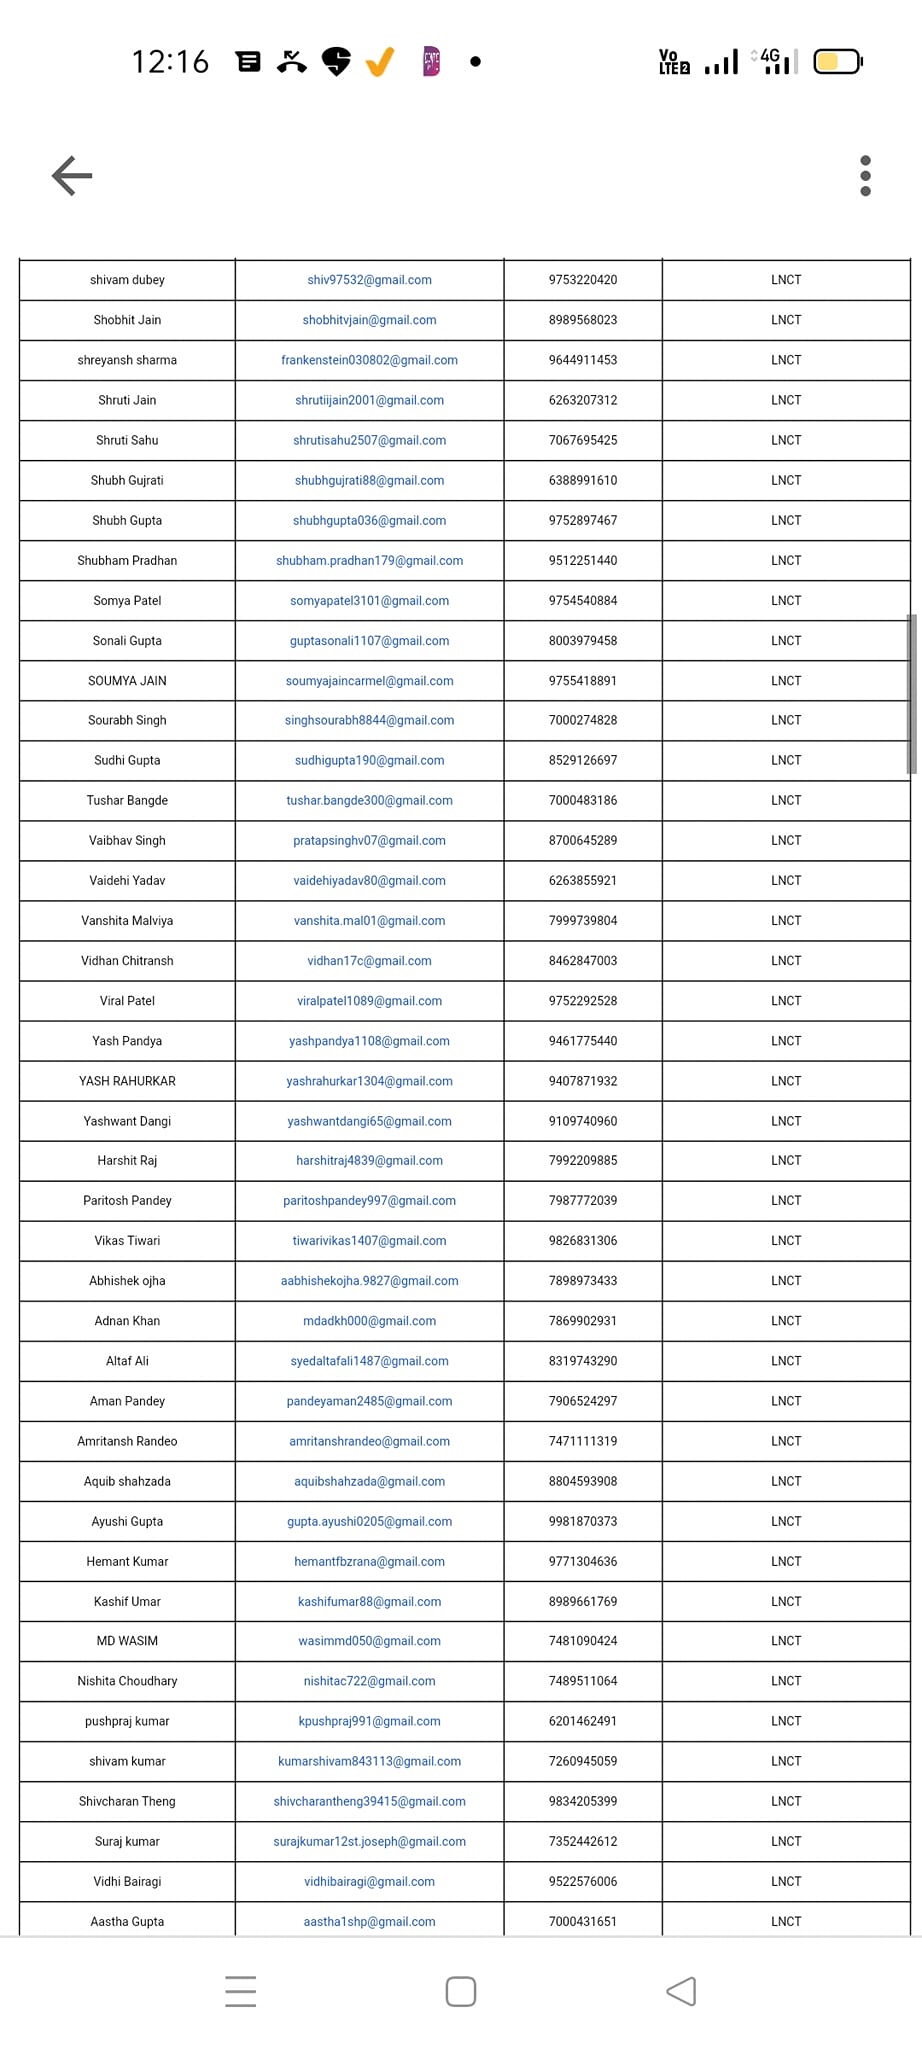 12:16 Vo LTE2 4G
shivam dubey shiv97532@gmail.com 9753220420 LNCT
Shobhit Jain shobhitvjain@gmail.com 8989568023 LNCT
shreyansh sharma frankenstein030802@gmail.com 9644911453 LNCT
Shruti Jain shrutiijain2001@gmail.com 6263207312 LNCT
Shruti Sahu shrutisahu2507@gmail.com 7067695425 LNCT
Shubh Gujrati shubhgujrati88@gmail.com 6388991610 LNCT
Shubh Gupta shubhgupta036@gmail.com 9752897467 LNCT
Shubham Pradhan shubham.pradhan179@gmail.com 9512251440 LNCT
Somya Patel somyapatel3101@gmail.com 9754540884 LNCT
Sonali Gupta guptasonali1107@gmail.com 8003979458 LNCT
SOUMYA JAIN soumyajaincarmel@gmail.com 9755418891 LNCT
Sourabh Singh singhsourabh8844@gmail.com 7000274828 LNCT
Sudhi Gupta sudhigupta190@gmail.com 8529126697 LNCT
Tushar Bangde tushar.bangde300@gmail.com 7000483186 LNCT
Vaibhav Singh pratapsinghv07@gmail.com 8700645289 LNCT
Vaidehi Yadav vaidehiyadav80@gmail.com 6263855921 LNCT
Vanshita Malviya vanshita.mal01@gmail.com 7999739804 LNCT
Vidhan Chitransh vidhan17c@gmail.com 8462847003 LNCT
Viral Patel viralpatel1089@gmail.com 9752292528 LNCT
Yash Pandya yashpandya1108@gmail.com 9461775440 LNCT
YASH RAHURKAR yashrahurkar1304@gmail.com 9407871932 LNCT
Yashwant Dangi yashwantdangi65@gmail.com 9109740960 LNCT
Harshit Raj harshitraj4839@gmail.com 7992209885 LNCT
Paritosh Pandey paritoshpandey997@gmail.com 7987772039 LNCT
Vikas Tiwari tiwarivikas1407@gmail.com 9826831306 LNCT
Abhishek ojha aabhishekojha.9827@gmail.com 7898973433 LNCT
Adnan Khan mdadkh000@gmail.com 7869902931 LNCT
Altaf Ali syedaltafali1487@gmail.com 8319743290 LNCT
Aman Pandey pandeyaman2485@gmail.com 7906524297 LNCT
Amritansh Randeo amritanshrandeo@gmail.com 7471111319 LNCT
Aquib shahzada aquibshahzada@gmail.com 8804593908 LNCT
Ayushi Gupta gupta.ayushi0205@gmail.com 9981870373 LNCT
Hemant Kumar hemantfbzrana@gmail.com 9771304636 LNCT
Kashif Umar kashifumar88@gmail.com 8989661769 LNCT
MD WASIM wasimmd050@gmail.com 7481090424 LNCT
Nishita Choudhary nishitac722@gmail.com 7489511064 LNCT
pushpraj kumar kpushpraj991@gmail.com 6201462491 LNCT
shivam kumar kumarshivam843113@gmail.com 7260945059 LNCT
Shivcharan Theng shivcharantheng39415@gmail.com 9834205399 LNCT
Suraj kumar surajkumar12st.joseph@gmail.com 7352442612 LNCT
Vidhi Bairagi vidhibairagi@gmail.com 9522576006 LNCT
Aastha Gupta aastha1shp@gmail.com 7000431651 LNCT